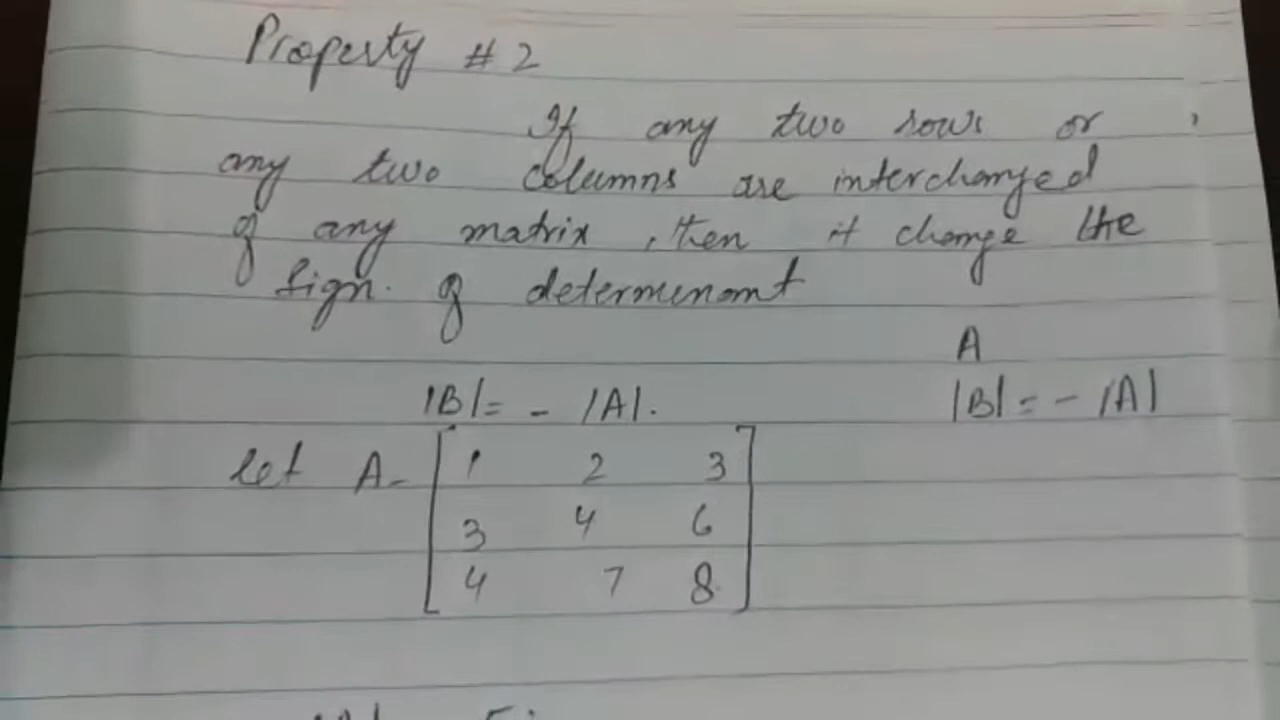 Property # 2
If any two rows or
any two columns are interchanged
of any matrix, then it change the
sign. of determenant
A
|B| = - |A|.
|B| = - |A|
let A- [ 1 2 3
3 4 6
4 7 8 ]